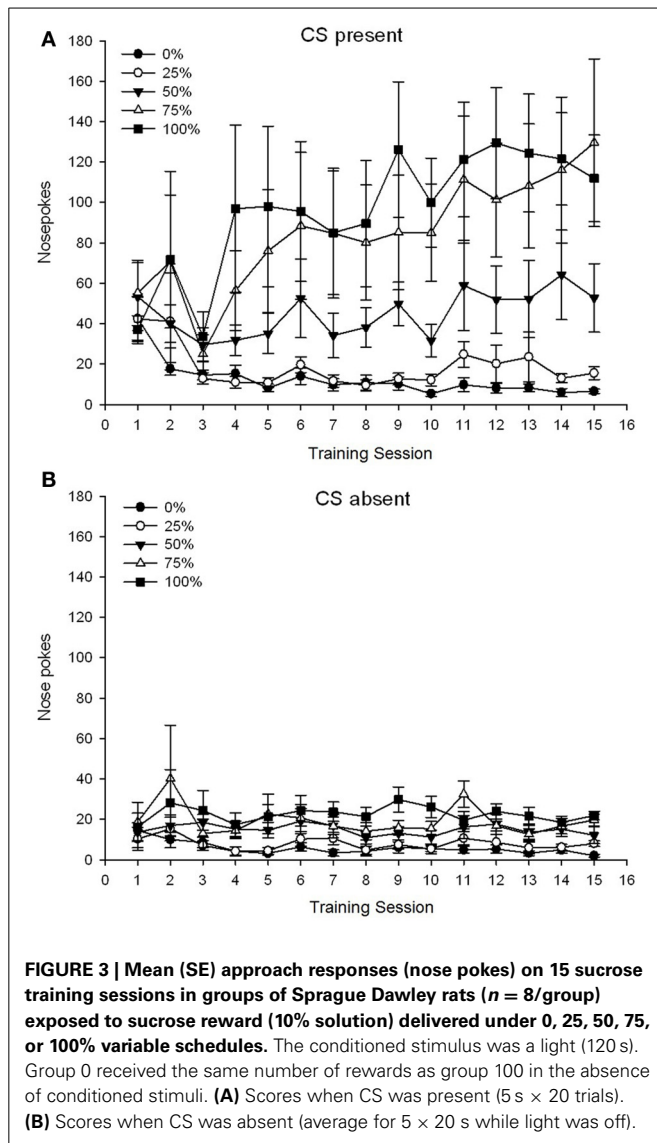 A
CS present
180
160
140
120
100
80
60
40
20
0
Nosepokes
0%
25%
50%
75%
100%
0 1 2 3 4 5 6 7 8 9 10 11 12 13 14 15 16
Training Session
B
CS absent
180
160
140
120
100
80
60
40
20
0
Nose pokes
0%
25%
50%
75%
100%
0 1 2 3 4 5 6 7 8 9 10 11 12 13 14 15 16
Training Session
FIGURE 3 | Mean (SE) approach responses (nose pokes) on 15 sucrose
training sessions in groups of Sprague Dawley rats (n = 8/group)
exposed to sucrose reward (10% solution) delivered under 0, 25, 50, 75,
or 100% variable schedules. The conditioned stimulus was a light (120 s).
Group 0 received the same number of rewards as group 100 in the absence
of conditioned stimuli. (A) Scores when CS was present (5 s × 20 trials).
(B) Scores when CS was absent (average for 5 × 20 s while light was off).